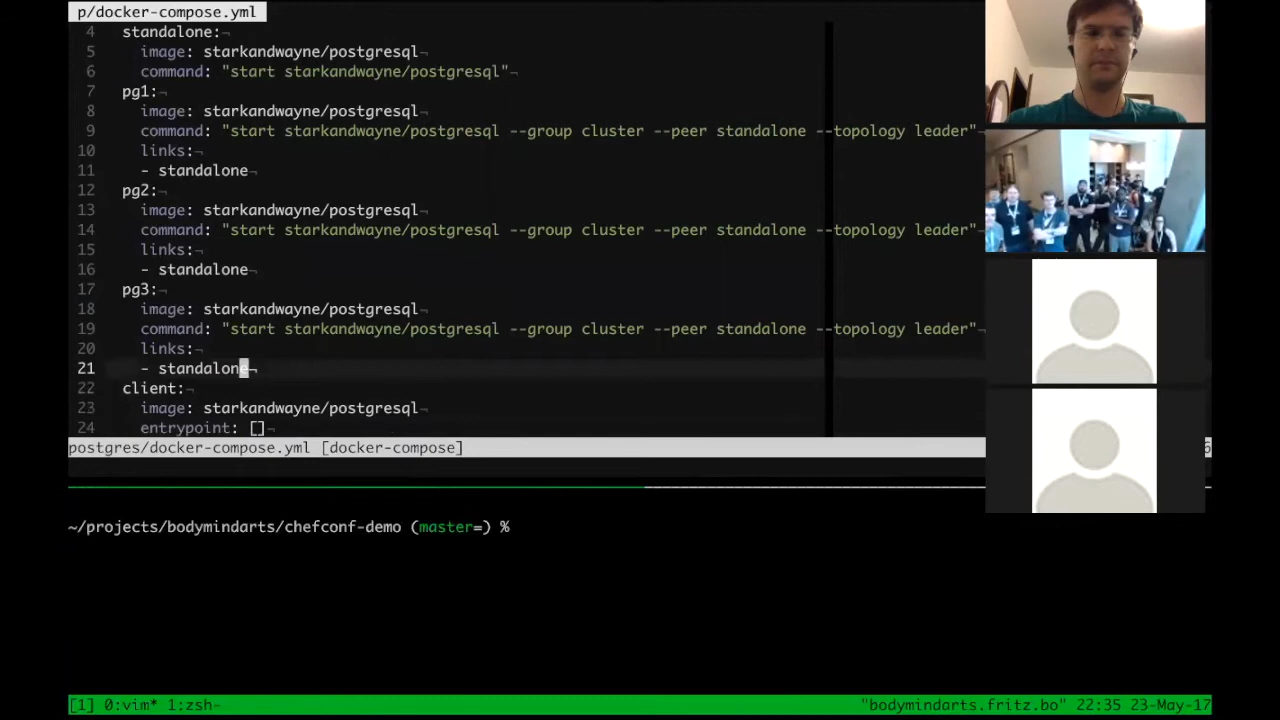 p/docker-compose.yml
4 standalone:¬
5 image: starkandwayne/postgresql¬
6 command: "start starkandwayne/postgresql"¬
7 pg1:¬
8 image: starkandwayne/postgresql¬
9 command: "start starkandwayne/postgresql --group cluster --peer standalone --topology leader"¬
10 links:¬
11 - standalone¬
12 pg2:¬
13 image: starkandwayne/postgresql¬
14 command: "start starkandwayne/postgresql --group cluster --peer standalone --topology leader"¬
15 links:¬
16 - standalone¬
17 pg3:¬
18 image: starkandwayne/postgresql¬
19 command: "start starkandwayne/postgresql --group cluster --peer standalone --topology leader"¬
20 links:¬
21 - standalone¬
22 client:¬
23 image: starkandwayne/postgresql¬
24 entrypoint: []¬
postgres/docker-compose.yml [docker-compose]
~/projects/bodymindarts/chefconf-demo (master=) %
[1] 0:vim* 1:zsh- "bodymindarts.fritz.bo" 22:35 23-May-17